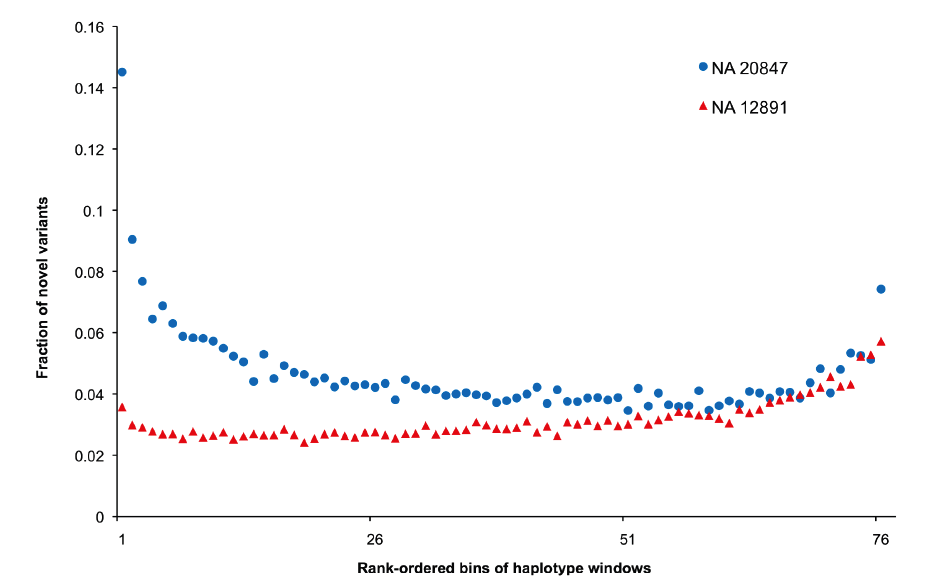 0.16
0.14
0.12
0.1
0.08
0.06
0.04
0.02
0
Fraction of novel variants
NA 20847
NA 12891
1 26 51 76
Rank-ordered bins of haplotype windows